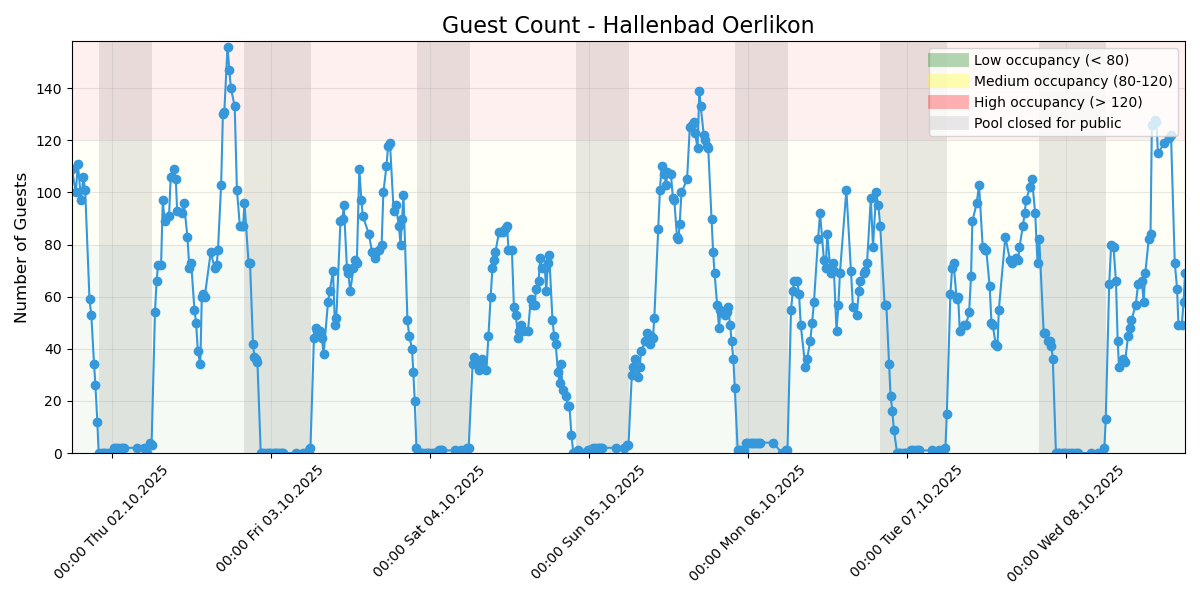 Guest Count - Hallenbad Oerlikon
Number of Guests
140
120
100
80
60
40
20
0
Low occupancy (< 80)
Medium occupancy (80-120)
High occupancy (> 120)
Pool closed for public
00:00 Thu 02.10.2025
00:00 Fri 03.10.2025
00:00 Sat 04.10.2025
00:00 Sun 05.10.2025
00:00 Mon 06.10.2025
00:00 Tue 07.10.2025
00:00 Wed 08.10.2025